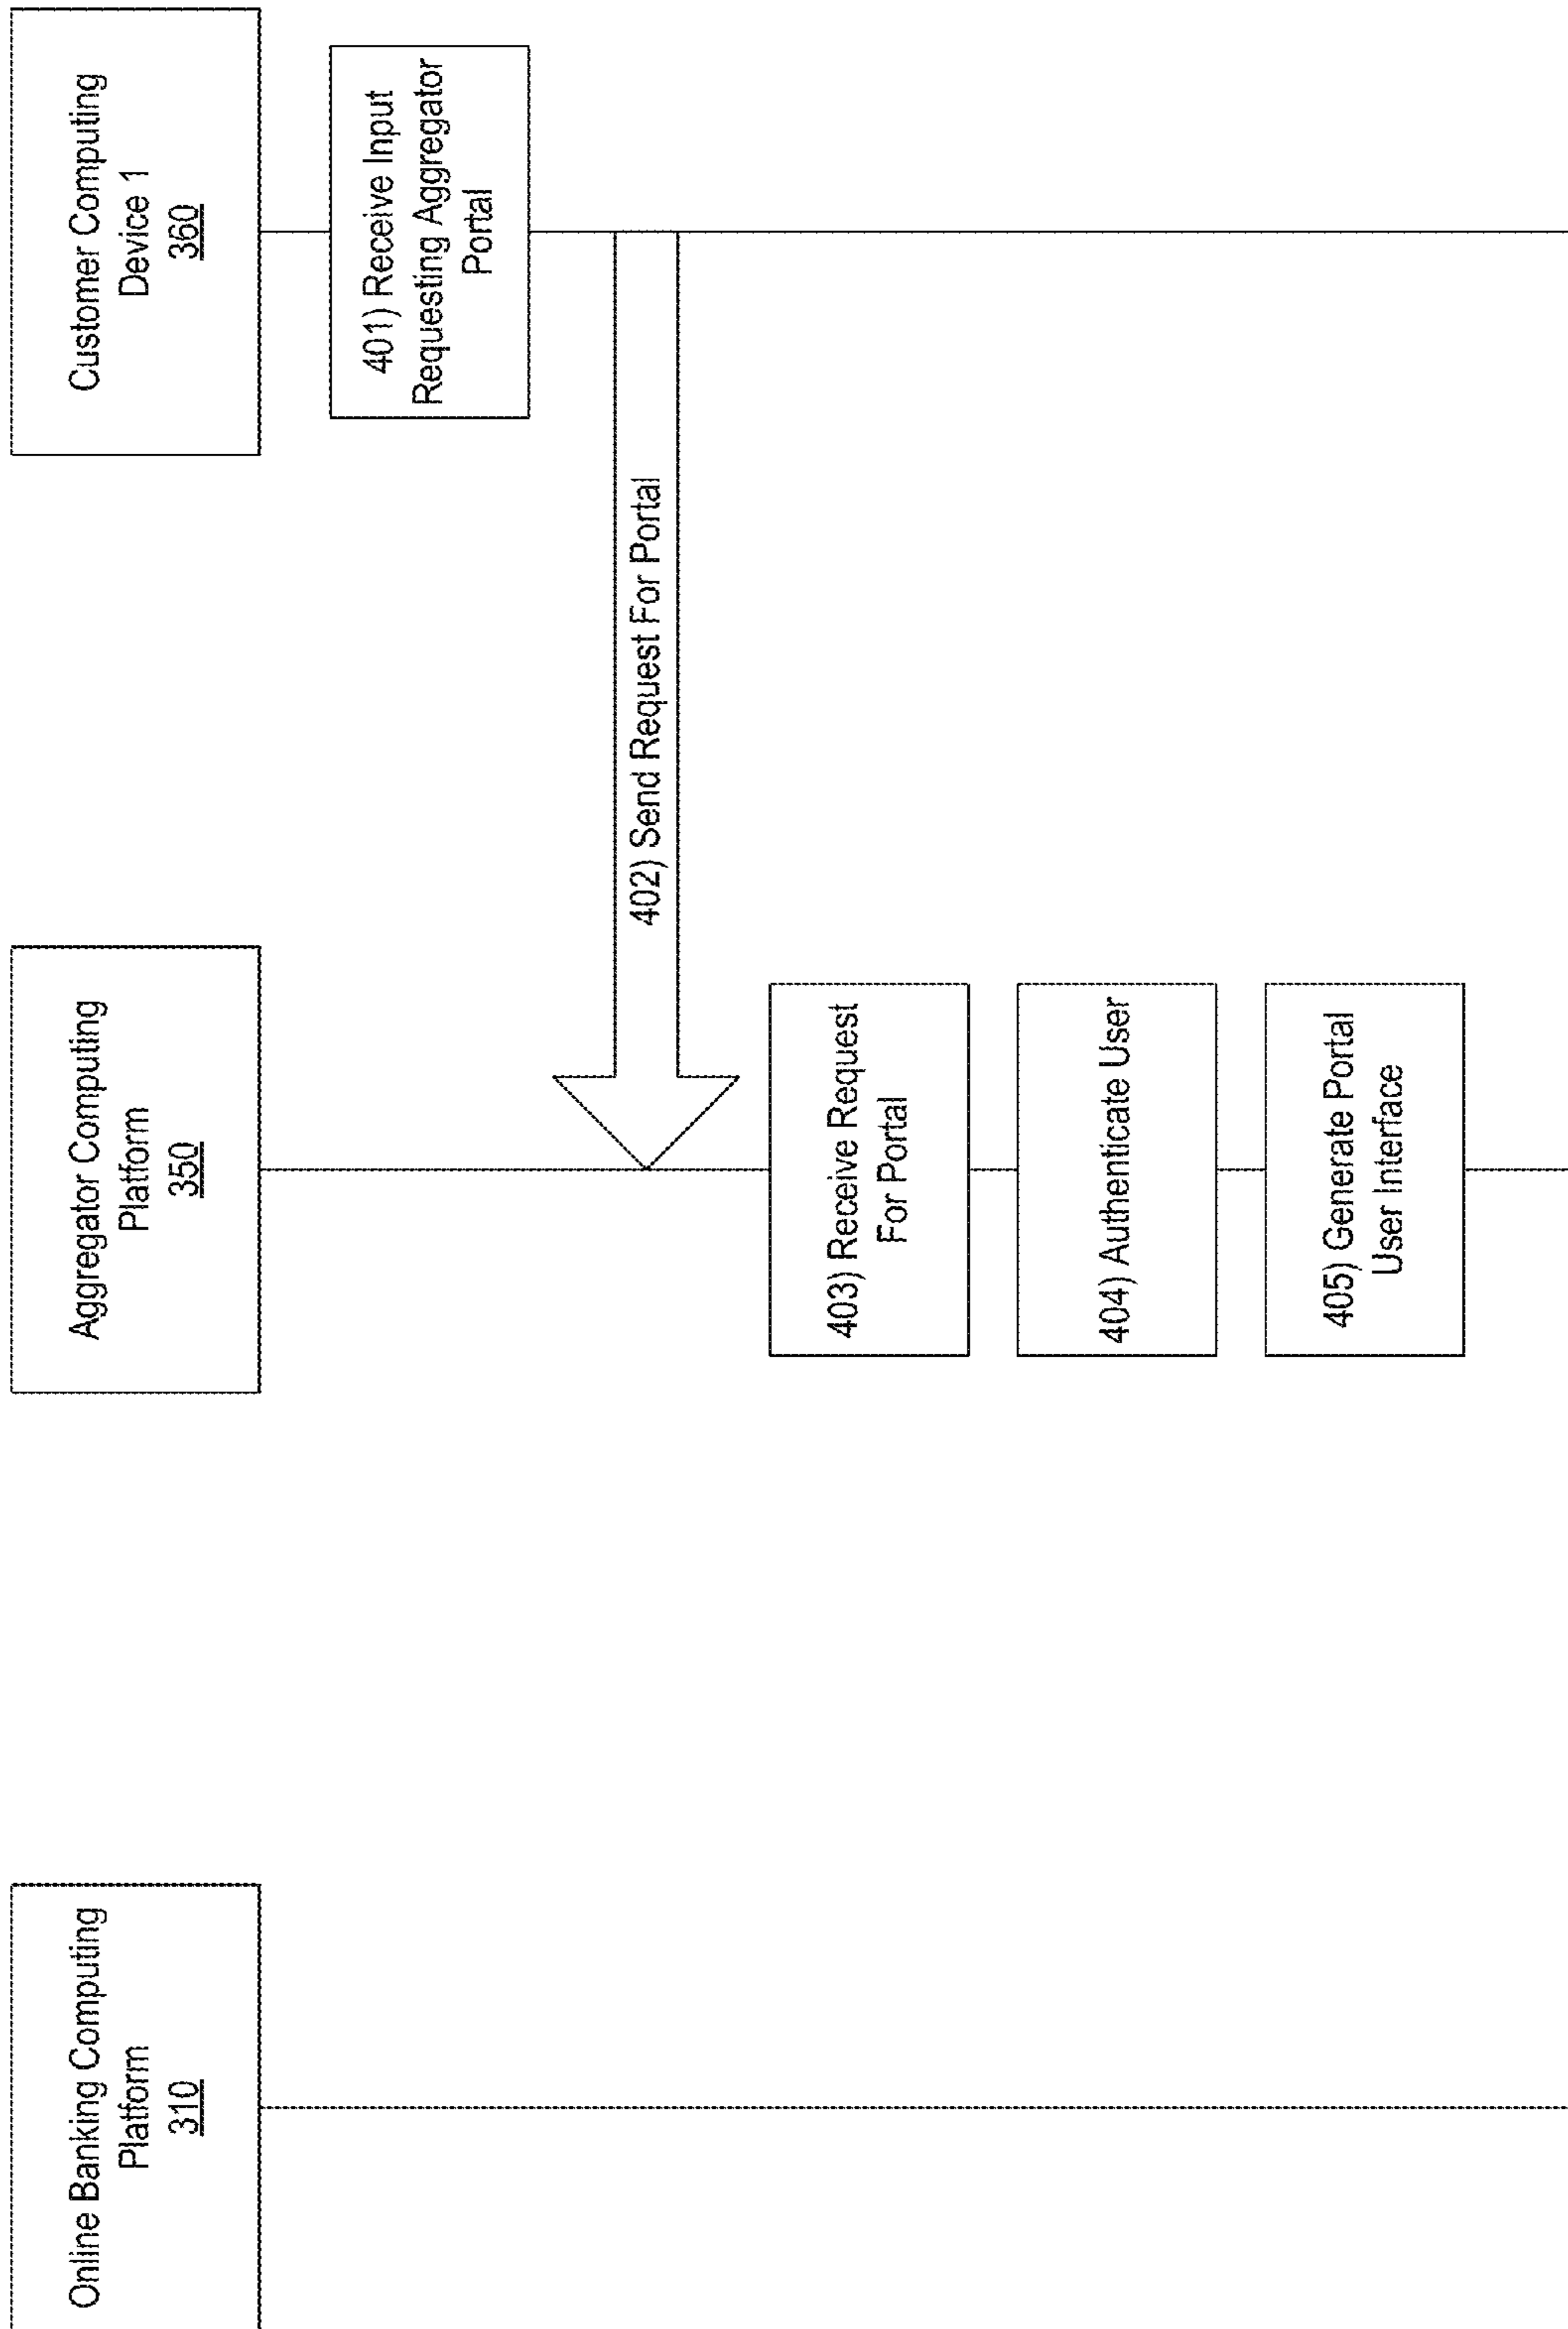 Online Banking Computing
Platform
310
Aggregator Computing
Platform
350
Customer Computing
Device 1
360
401) Receive Input
Requesting Aggregator
Portal
402) Send Request For Portal
403) Receive Request
For Portal
404) Authenticate User
405) Generate Portal
User Interface